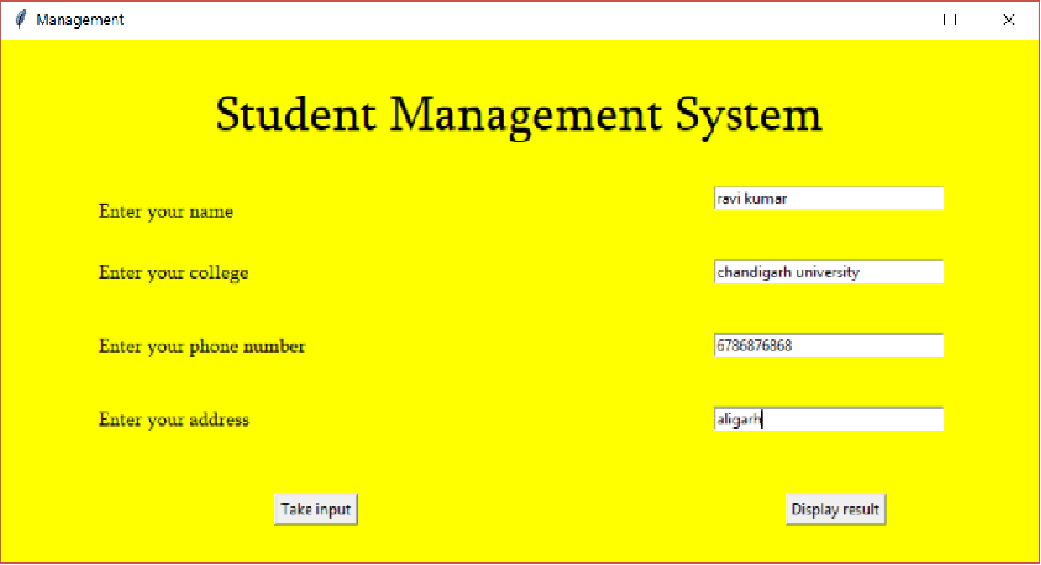 Management
Student Management System
Enter your name ravi kumar
Enter your college chandigarh university
Enter your phone number 6786876868
Enter your address aligarh
Take input Display result